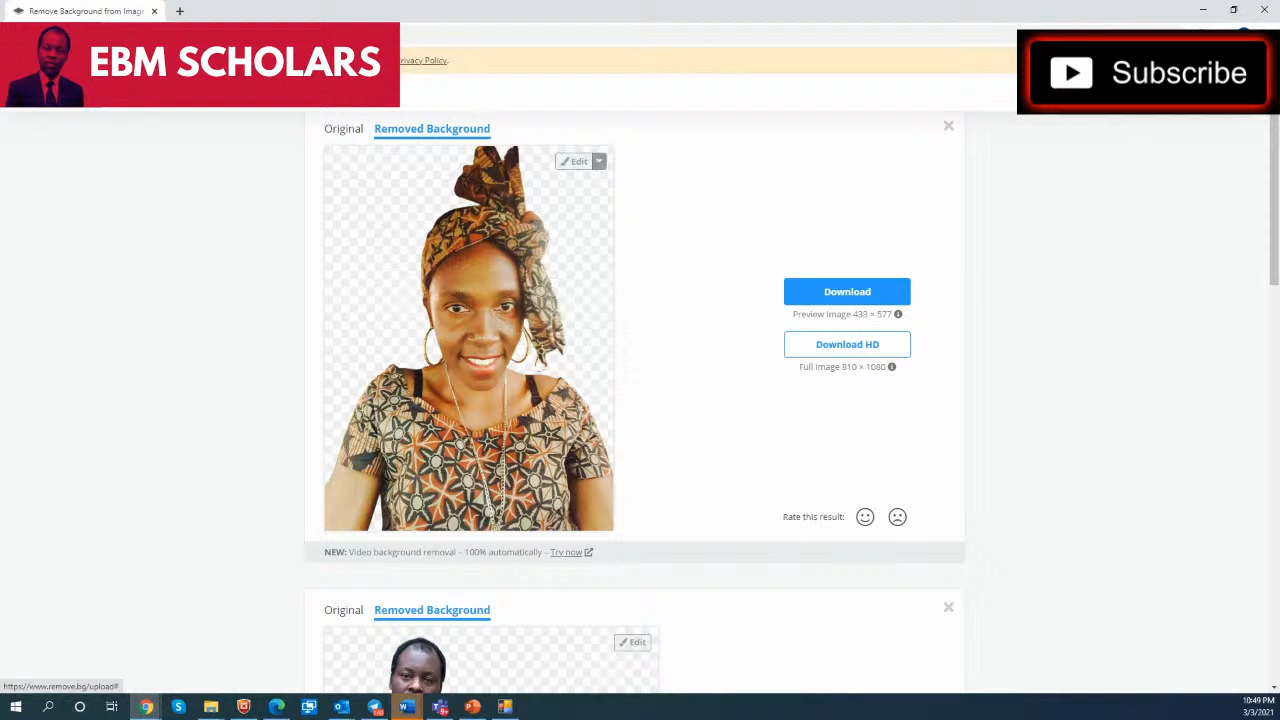 Remove Background from Imag
EBM SCHOLARS
Privacy Policy.
Subscribe
Original Removed Background
Edit
Download
Preview Image 433 × 577
Download HD
Full Image 810 × 1080
Rate this result:
NEW: Video background removal – 100% automatically – Try now
Original Removed Background
Edit
https://www.remove.bg/upload#
10:49 PM
3/3/2021